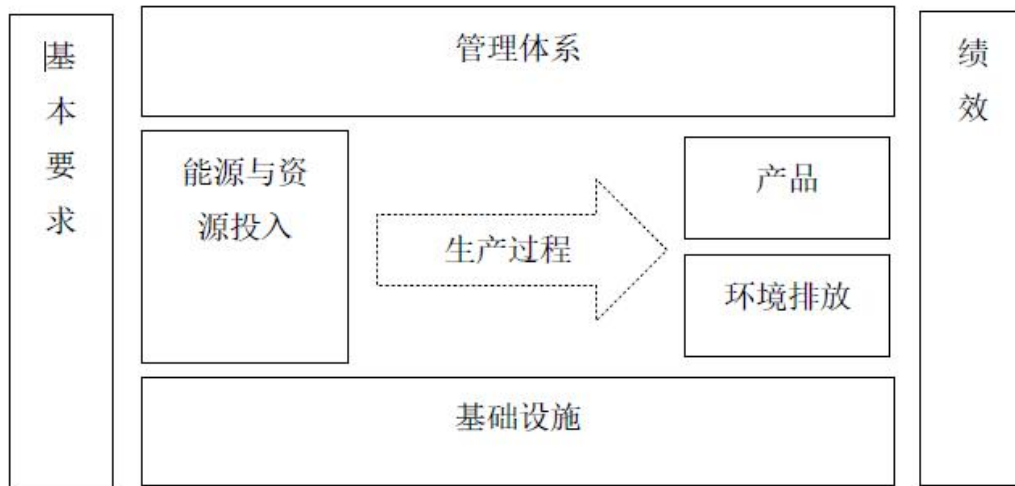 基本要求
管理体系
能源与资
源投入
生产过程
产品
环境排放
基础设施
绩效